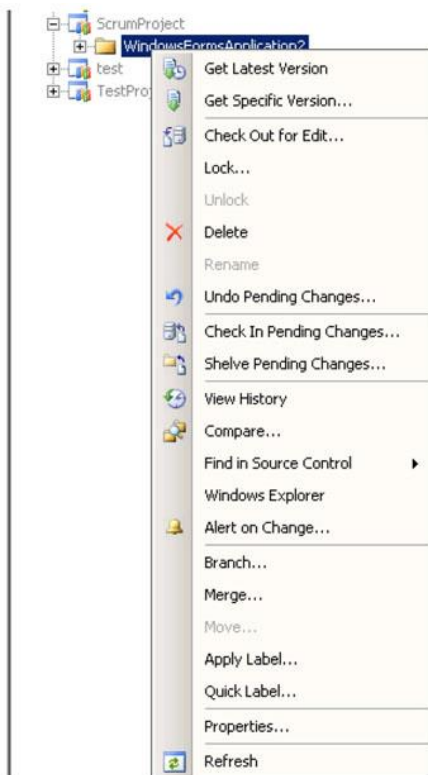 ScrumProject
WindowsFormsApplication2
test
TestPro
Get Latest Version
Get Specific Version...
Check Out for Edit...
Lock...
Unlock
Delete
Rename
Undo Pending Changes...
Check In Pending Changes...
Shelve Pending Changes...
View History
Compare...
Find in Source Control
Windows Explorer
Alert on Change...
Branch...
Merge...
Move...
Apply Label...
Quick Label...
Properties...
Refresh